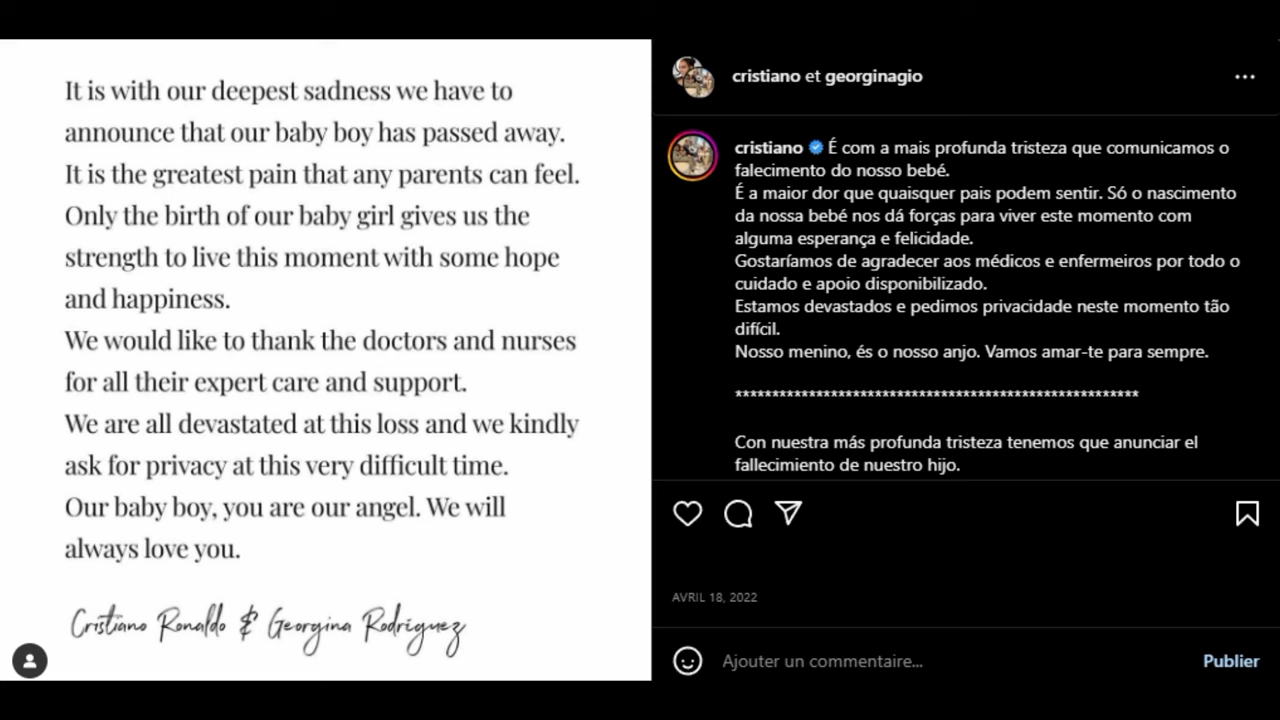 It is with our deepest sadness we have to
announce that our baby boy has passed away.
It is the greatest pain that any parents can feel.
Only the birth of our baby girl gives us the
strength to live this moment with some hope
and happiness.
We would like to thank the doctors and nurses
for all their expert care and support.
We are all devastated at this loss and we kindly
ask for privacy at this very difficult time.
Our baby boy, you are our angel. We will
always love you.
Cristiano Ronaldo & Georgina Rodríguez
cristiano et georginagio
cristiano É com a mais profunda tristeza que comunicamos o
falecimento do nosso bebé.
É a maior dor que quaisquer pais podem sentir. Só o nascimento
da nossa bebé nos dá forças para viver este momento com
alguma esperança e felicidade.
Gostaríamos de agradecer aos médicos e enfermeiros por todo o
cuidado e apoio disponibilizado.
Estamos devastados e pedimos privacidade neste momento tão
difícil.
Nosso menino, és o nosso anjo. Vamos amar-te para sempre.
*******************************************************
Con nuestra más profunda tristeza tenemos que anunciar el
fallecimiento de nuestro hijo.
AVRIL 18, 2022
Ajouter un commentaire...
Publier